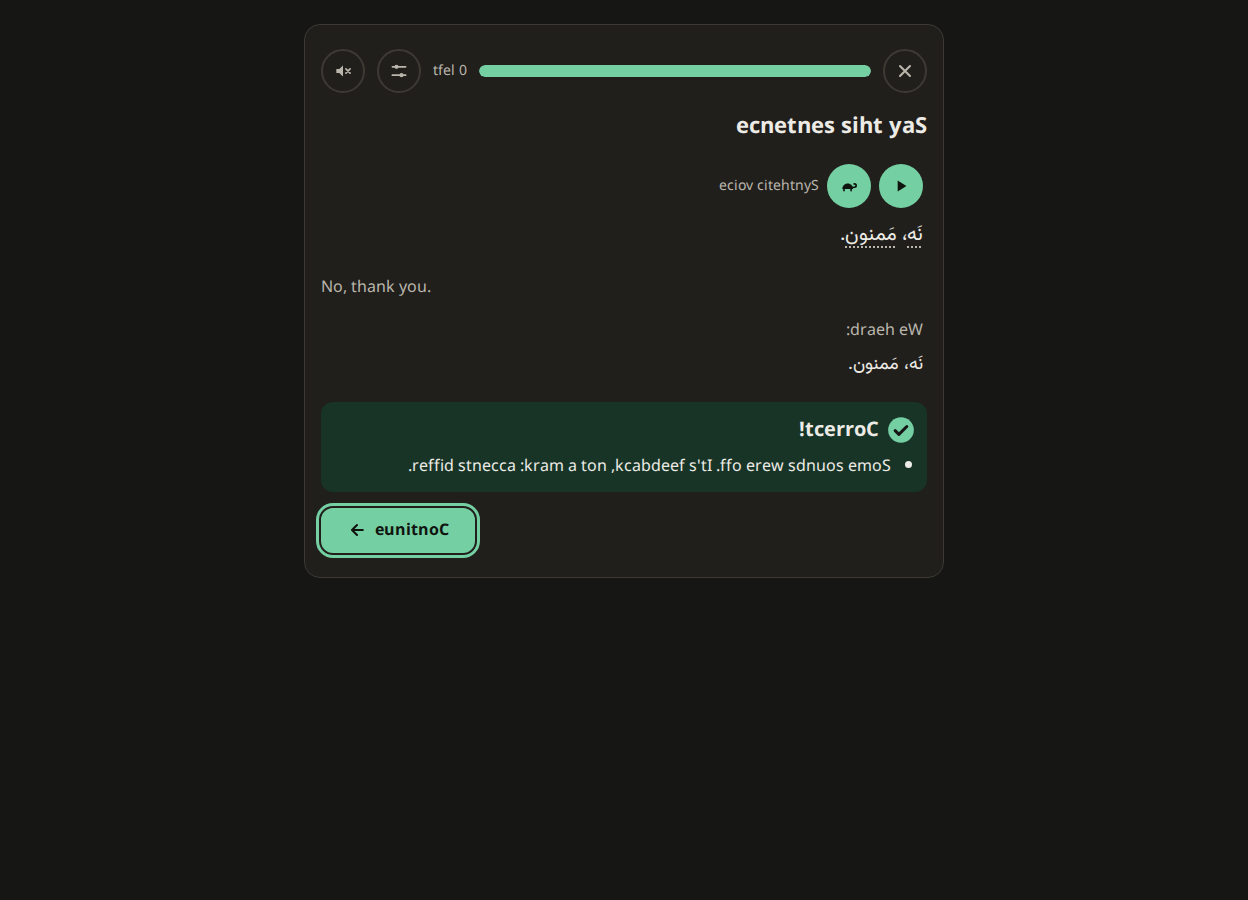 tfel 0
ecnetnes siht yaS
eciov citehtnyS
نَه، مَمنون.
No, thank you.
:draeh eW
نَه، مَمنون.
!tcerroC
.reffid stnecca :kram a ton ,kcabdeef s'tI .ffo erew sdnuos emoS
eunitnoC